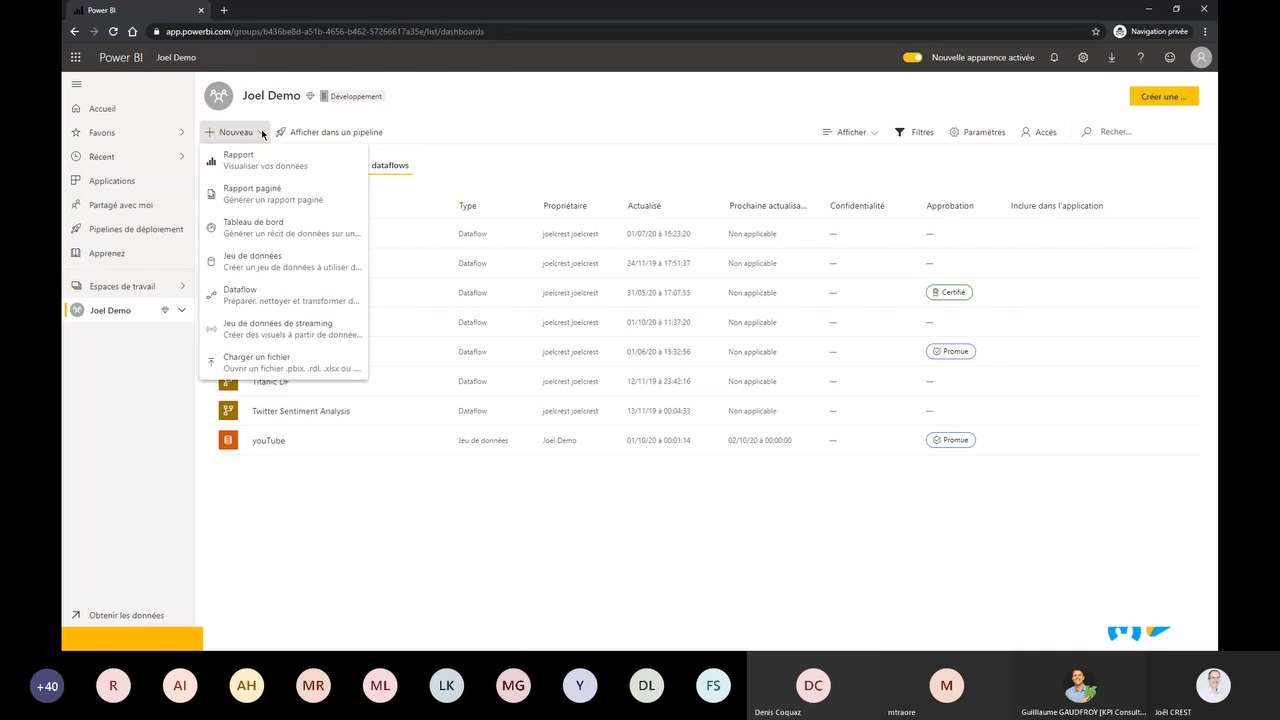 Power BI
app.powerbi.com/groups/b436be8d-a51b-4656-b462-57266617a35e/list/dashboards
Navigation privée
Power BI
Joel Demo
Nouvelle apparence activée
Joel Demo
Développement
Créer une ...
Nouveau
Afficher dans un pipeline
Afficher
Filtres
Paramètres
Accès
Recher...
Accueil
Favoris
Récent
Applications
Partagé avec moi
Pipelines de déploiement
Apprenez
Espaces de travail
Joel Demo
Obtenir les données
Rapport
Visualiser vos données
Rapport paginé
Générer un rapport paginé
Tableau de bord
Générer un récit de données sur un...
Jeu de données
Créer un jeu de données à utiliser d...
Dataflow
Préparer, nettoyer et transformer d...
Jeu de données de streaming
Créer des visuels à partir de donnée...
Charger un fichier
Ouvrir un fichier .pbix, .rdl, .xlsx ou ....
dataflows
Type Propriétaire Actualisé Prochaine actualisa... Confidentialité Approbation Inclure dans l'application
Dataflow joelcrest joelcrest 01/07/20 à 15:23:20 Non applicable — —
Dataflow joelcrest joelcrest 24/11/19 à 17:51:37 Non applicable — —
Dataflow joelcrest joelcrest 31/05/20 à 17:07:55 Non applicable — Certifié
Dataflow joelcrest joelcrest 01/10/20 à 11:37:20 Non applicable — —
Dataflow joelcrest joelcrest 01/06/20 à 15:32:56 Non applicable — Promue
Titanic DF Dataflow joelcrest joelcrest 12/11/19 à 23:42:16 Non applicable — —
Twitter Sentiment Analysis Dataflow joelcrest joelcrest 13/11/19 à 00:04:33 Non applicable — —
youTube Jeu de données Joel Demo 01/10/20 à 00:01:14 02/10/20 à 00:00:00 — Promue
+40 R AI AH MR ML LK MG Y DL FS DC M
Denis Coquaz
mtraore
Guilllaume GAUDFROY [KPI Consult...
Joël CREST